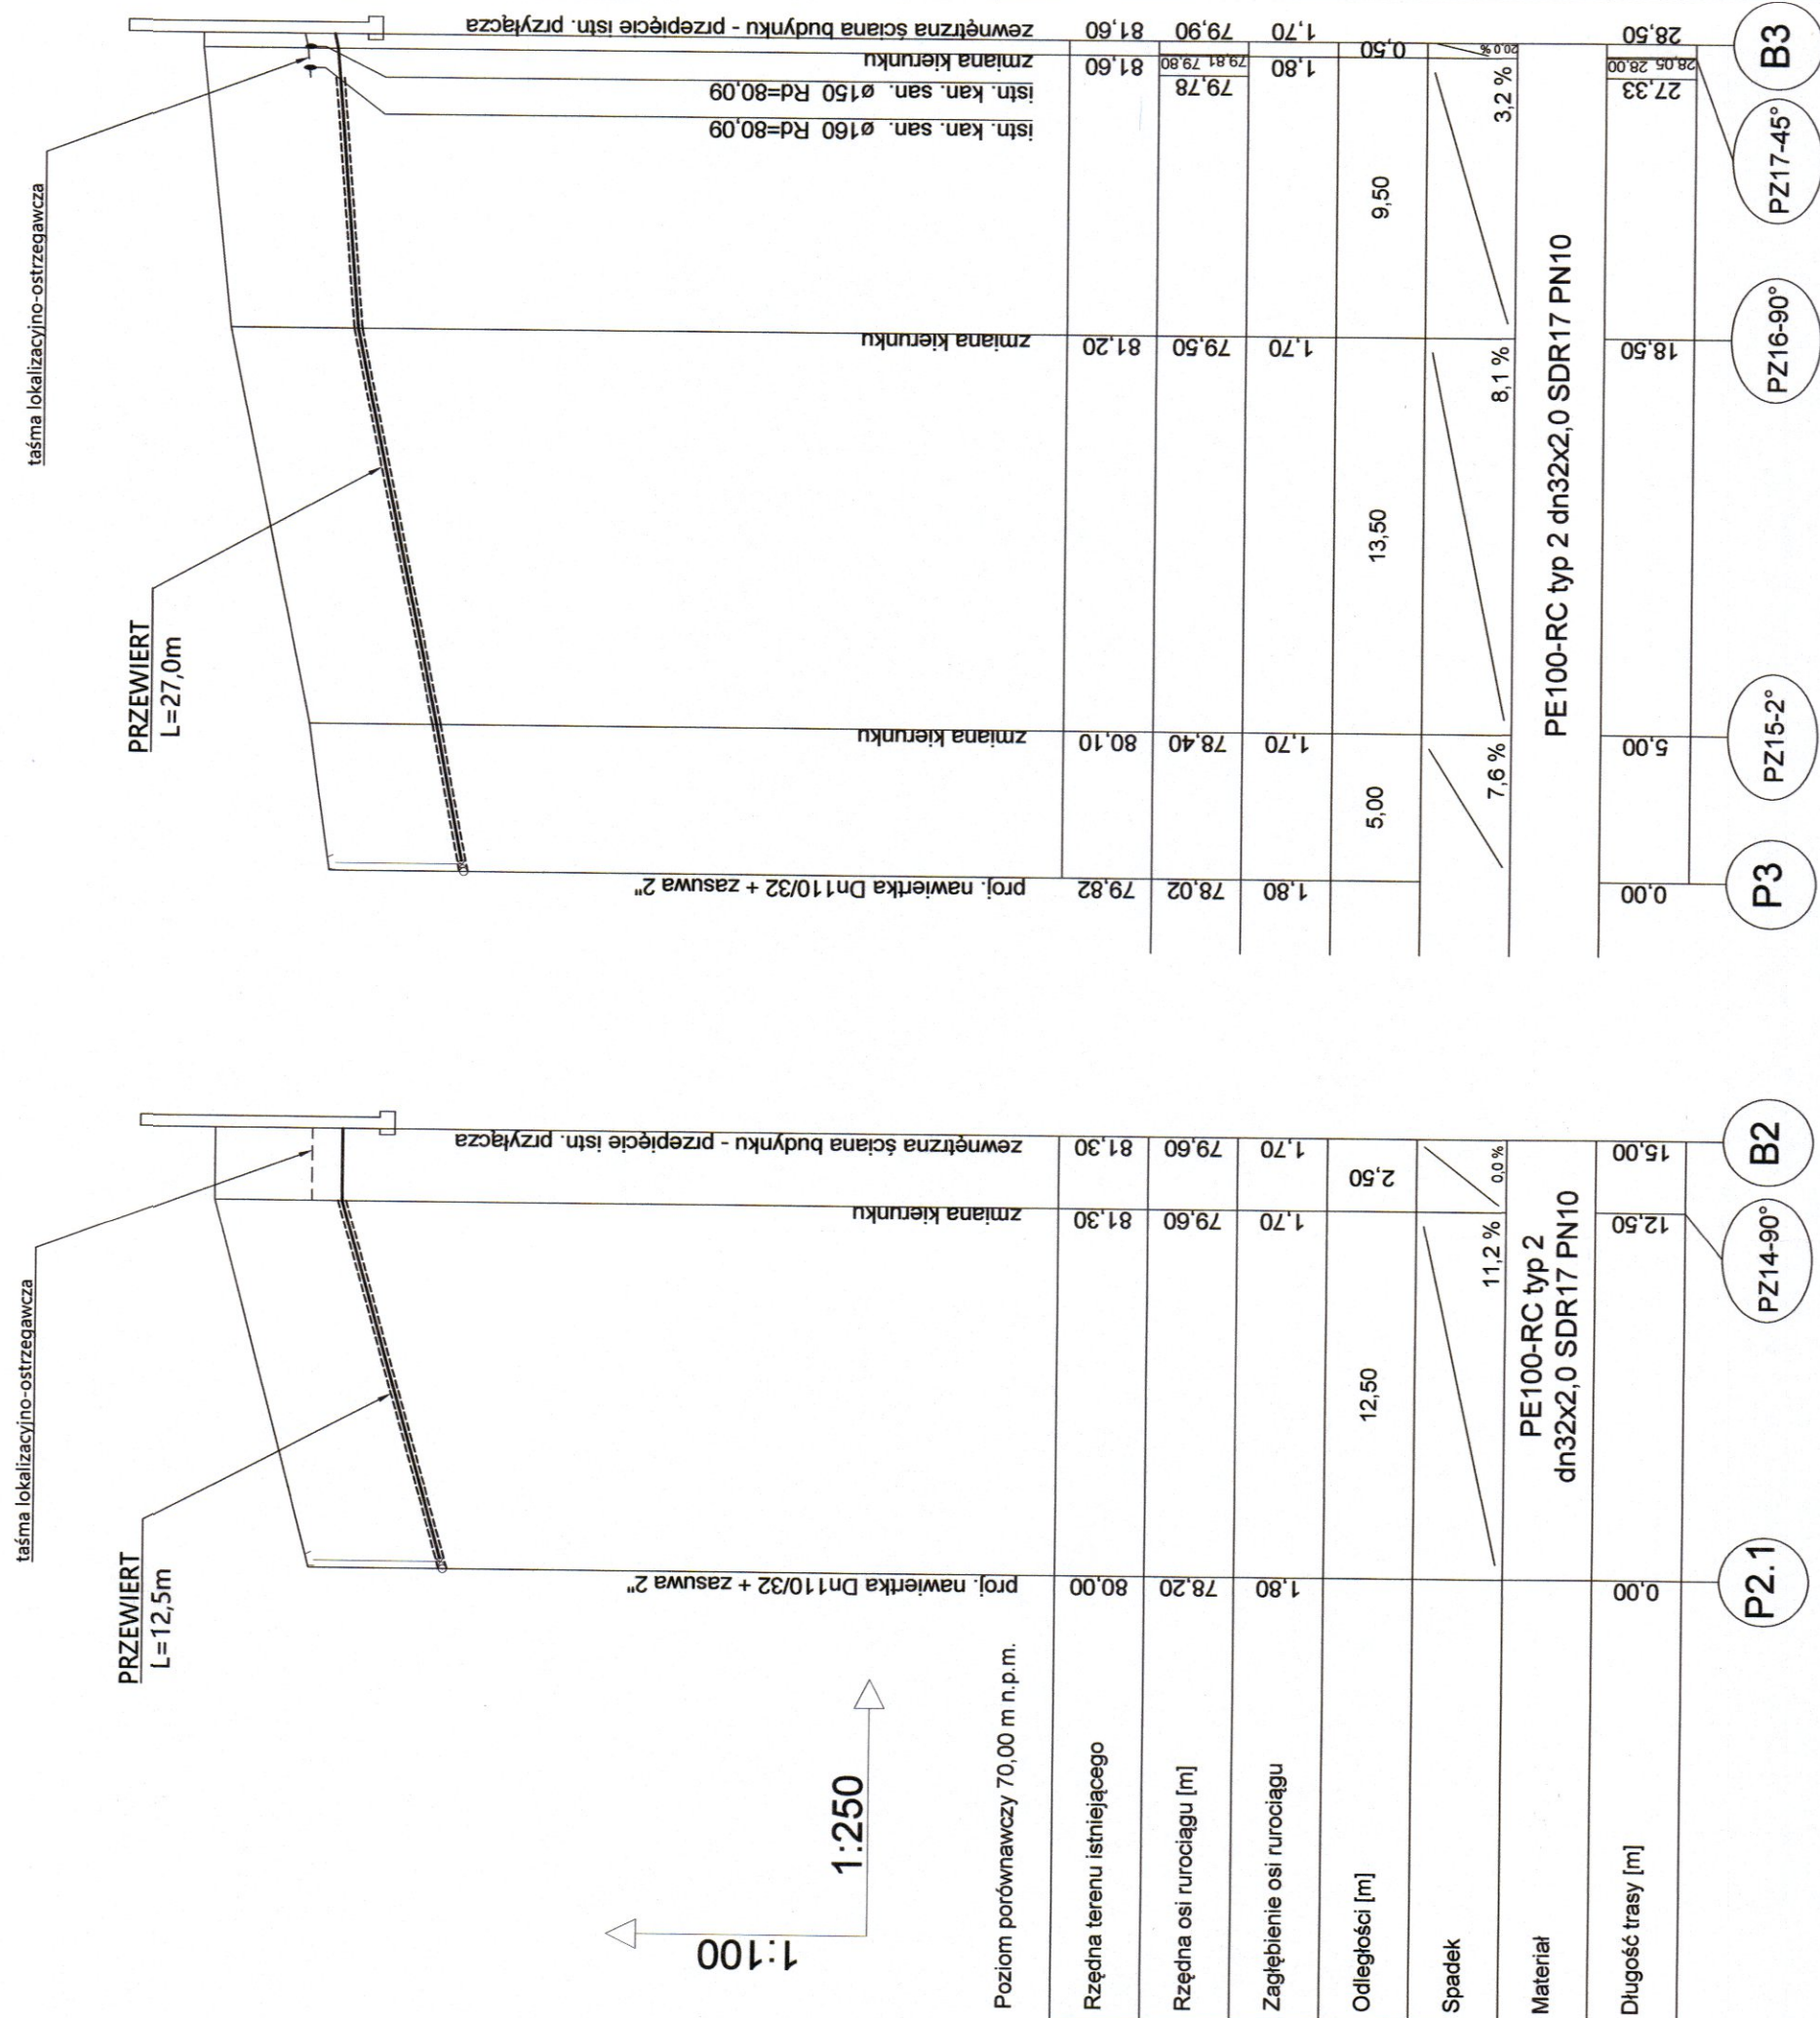 taśma lokalizacyjno-ostrzegawcza
PRZEWIERT
L=12,5m
1:100
1:250
proj. nawiertka Dn110/32 + zasuwa 2"
zmiana kierunku
zewnętrzna ściana budynku - przepięcie istn. przyłącza
Poziom porównawczy 70,00 m n.p.m.
Rzędna terenu istniejącego
80,00
81,30
81,30
Rzędna osi rurociągu [m]
78,20
79,60
79,60
Zagłębienie osi rurociągu
1,80
1,70
1,70
Odległości [m]
12,50
2,50
Spadek
11,2 %
0,0 %
Materiał
PE100-RC typ 2
dn32x2,0 SDR17 PN10
Długość trasy [m]
0,00
12,50
15,00
P2.1
PZ14-90°
B2
taśma lokalizacyjno-ostrzegawcza
PRZEWIERT
L=27,0m
proj. nawiertka Dn110/32 + zasuwa 2"
zmiana kierunku
zmiana kierunku
istn. kan. san. ø160 Rd=80,09
istn. kan. san. ø150 Rd=80,09
zmiana kierunku
zewnętrzna ściana budynku - przepięcie istn. przyłącza
79,82
80,10
81,20
81,60
81,60
78,02
78,40
79,50
79,78
79,81 79,80
79,90
1,80
1,70
1,70
1,80
1,70
5,00
13,50
9,50
0,50
7,6 %
8,1 %
3,2 %
20,0 %
PE100-RC typ 2 dn32x2,0 SDR17 PN10
0,00
5,00
18,50
27,33
28,05 28,00
28,50
P3
PZ15-2°
PZ16-90°
PZ17-45°
B3